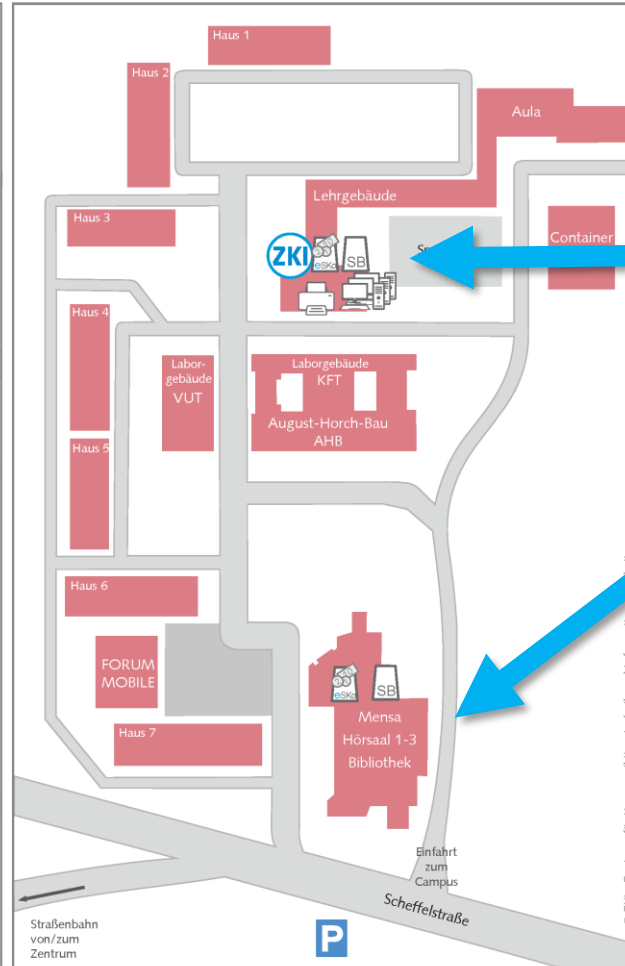 Haus 1
Haus 2
Aula
Lehrgebäude
Haus 3
Container
ZKI
eSKa
SB
Haus 4
Labor-
gebäude
VUT
Laborgebäude
KFT
August-Horch-Bau
AHB
Haus 5
Haus 6
FORUM
MOBILE
eSKa
SB
Mensa
Hörsaal 1-3
Bibliothek
Haus 7
Einfahrt
zum
Campus
Scheffelstraße
Straßenbahn
von/zum
Zentrum
P